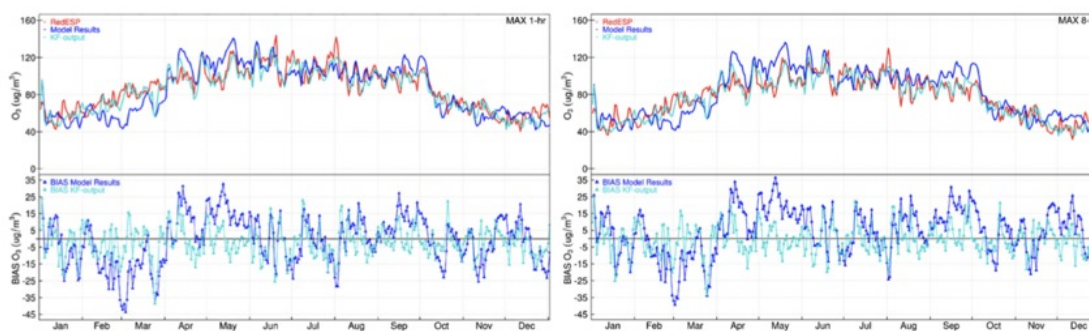 RedESP
Model Results
KF-output
MAX 1-hr
160
120
80
40
0
O₃ (ug/m³)
BIAS Model Results
BIAS KF-output
35
25
15
5
-5
-15
-25
-35
-45
BIAS O₃ (ug/m³)
Jan Feb Mar Apr May Jun Jul Aug Sep Oct Nov Dec
RedESP
Model Results
KF-output
MAX 8-
160
120
80
40
0
O₃ (ug/m³)
BIAS Model Results
BIAS KF-output
35
25
15
5
-5
-15
-25
-35
-45
BIAS O₃ (ug/m³)
Jan Feb Mar Apr May Jun Jul Aug Sep Oct Nov Dec